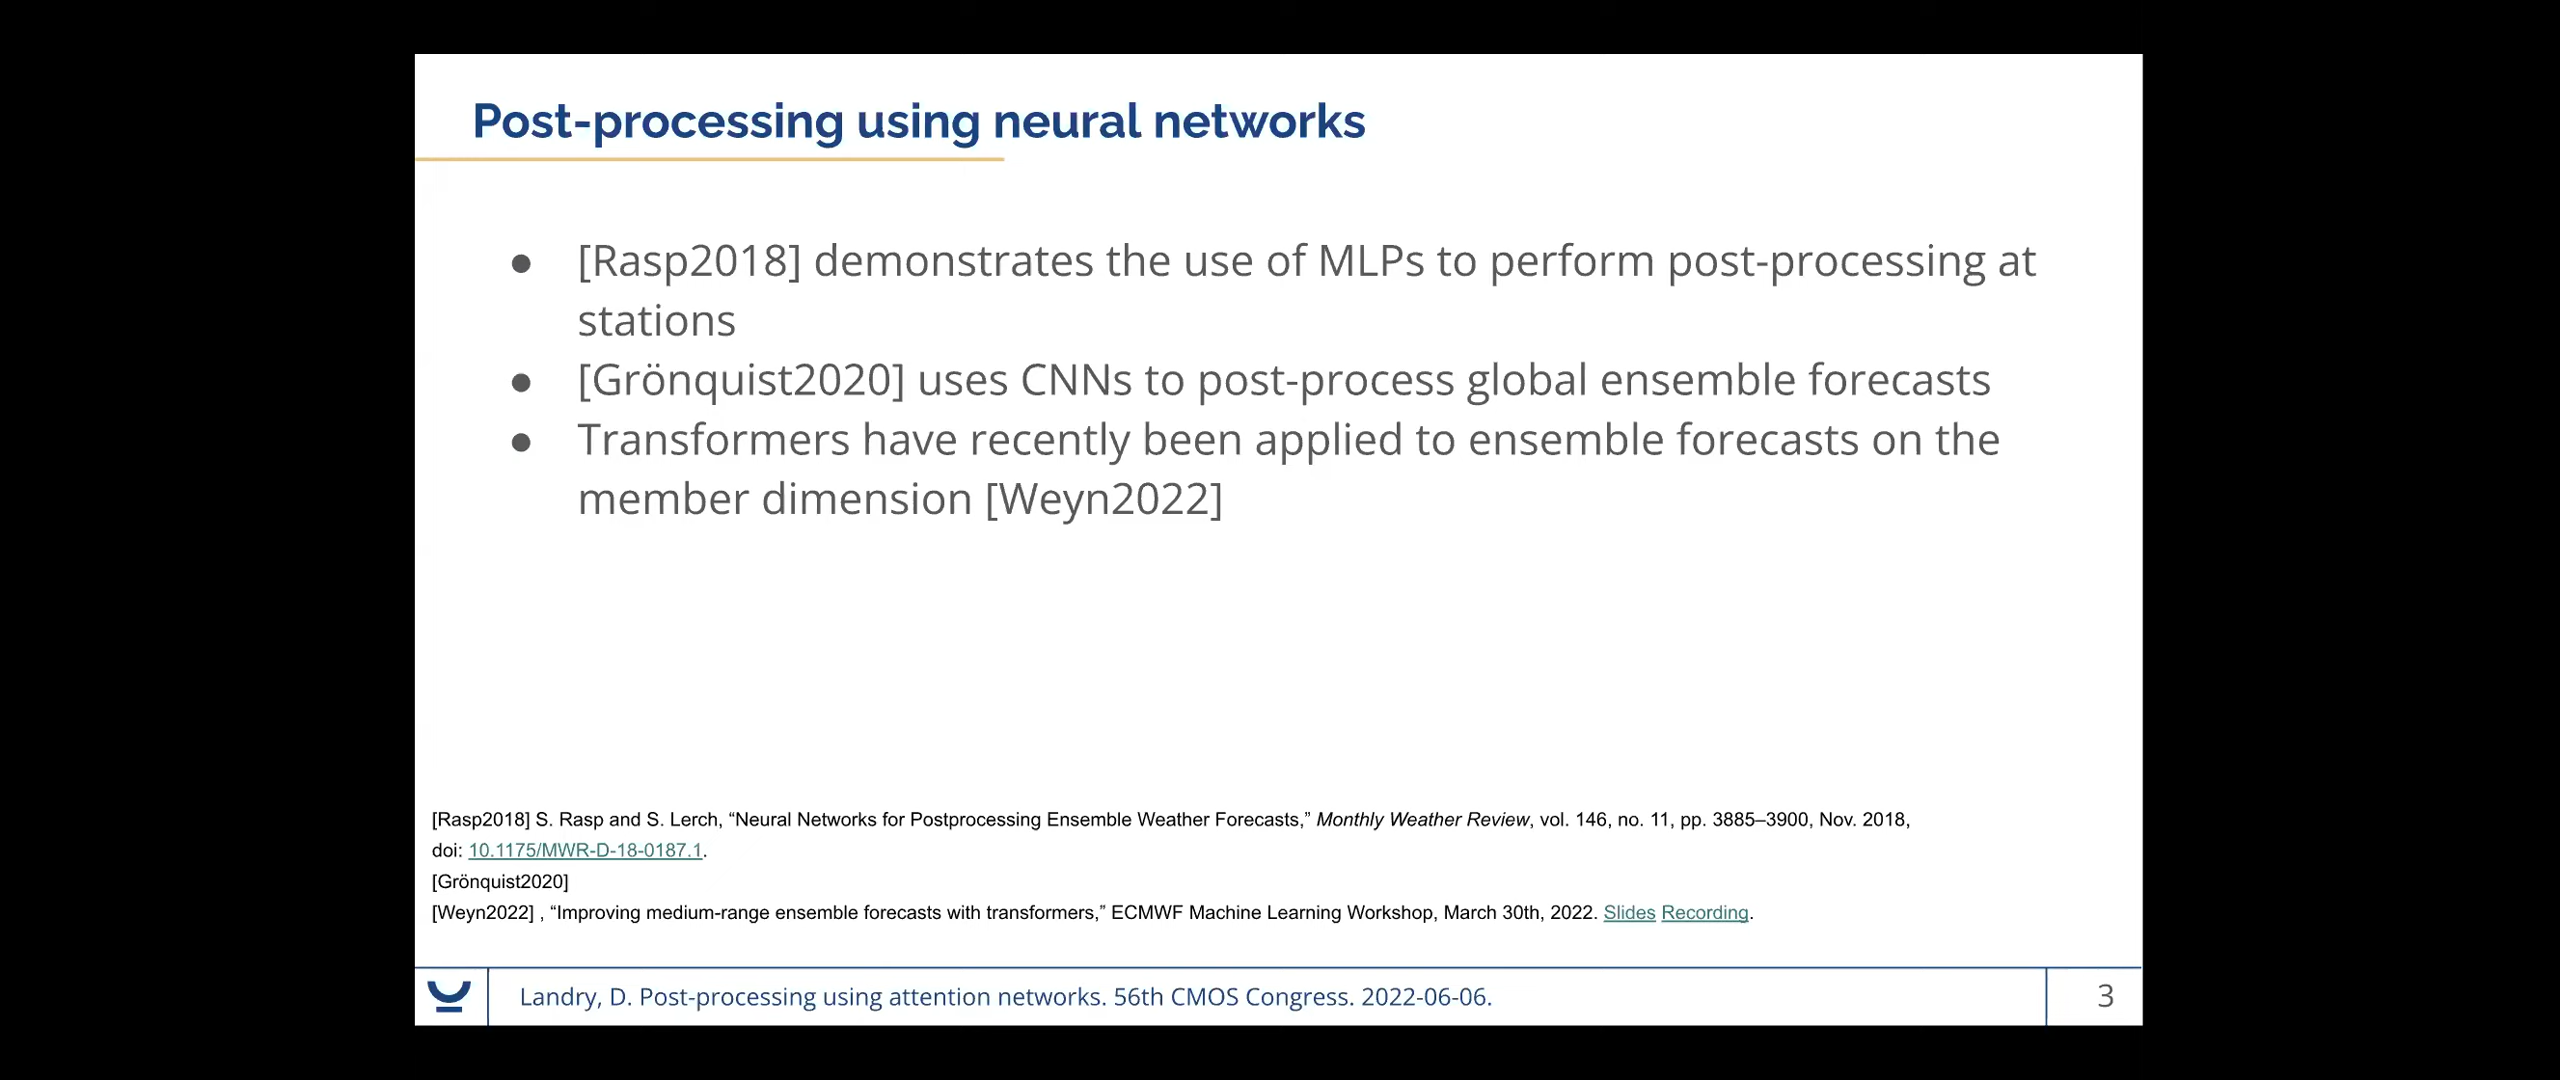 Post-processing using neural networks
● [Rasp2018] demonstrates the use of MLPs to perform post-processing at
stations
● [Grönquist2020] uses CNNs to post-process global ensemble forecasts
● Transformers have recently been applied to ensemble forecasts on the
member dimension [Weyn2022]
[Rasp2018] S. Rasp and S. Lerch, “Neural Networks for Postprocessing Ensemble Weather Forecasts,” Monthly Weather Review, vol. 146, no. 11, pp. 3885–3900, Nov. 2018,
doi: 10.1175/MWR-D-18-0187.1.
[Grönquist2020]
[Weyn2022] , “Improving medium-range ensemble forecasts with transformers,” ECMWF Machine Learning Workshop, March 30th, 2022. Slides Recording.
Landry, D. Post-processing using attention networks. 56th CMOS Congress. 2022-06-06.
3